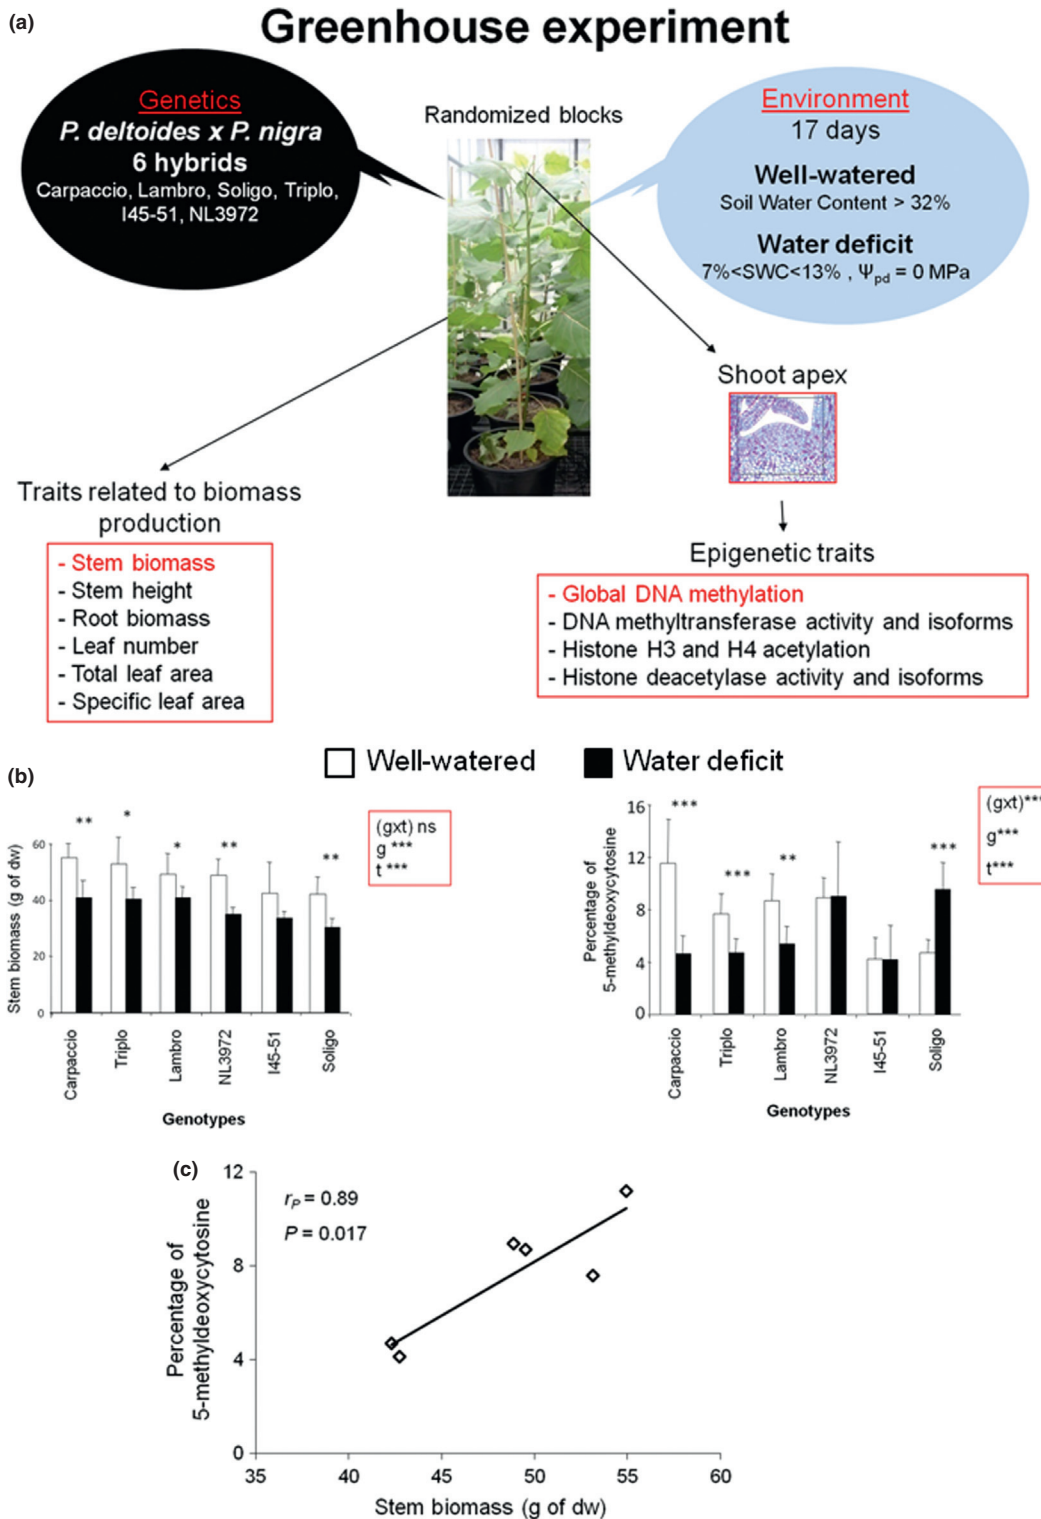 (a)
Greenhouse experiment
Genetics
P. deltoides x P. nigra
6 hybrids
Carpaccio, Lambro, Soligo, Triplo,
I45-51, NL3972
Randomized blocks
Environment
17 days
Well-watered
Soil Water Content > 32%
Water deficit
7%<SWC<13% , Ψpd = 0 MPa
Shoot apex
Traits related to biomass
production
- Stem biomass
- Stem height
- Root biomass
- Leaf number
- Total leaf area
- Specific leaf area
Epigenetic traits
- Global DNA methylation
- DNA methyltransferase activity and isoforms
- Histone H3 and H4 acetylation
- Histone deacetylase activity and isoforms
(b)
Well-watered
Water deficit
Stem biomass (g of dw)
60
40
20
0
** * * ** **
(gxt) ns
g ***
t ***
Carpaccio
Triplo
Lambro
NL3972
I45-51
Soligo
Genotypes
Percentage of
5-methyldeoxycytosine
16
12
8
4
0
*** *** ** ***
(gxt)***
g***
t***
Carpaccio
Triplo
Lambro
NL3972
I45-51
Soligo
Genotypes
(c)
Percentage of
5-methyldeoxycytosine
12
8
4
0
rP = 0.89
P = 0.017
35 40 45 50 55 60
Stem biomass (g of dw)